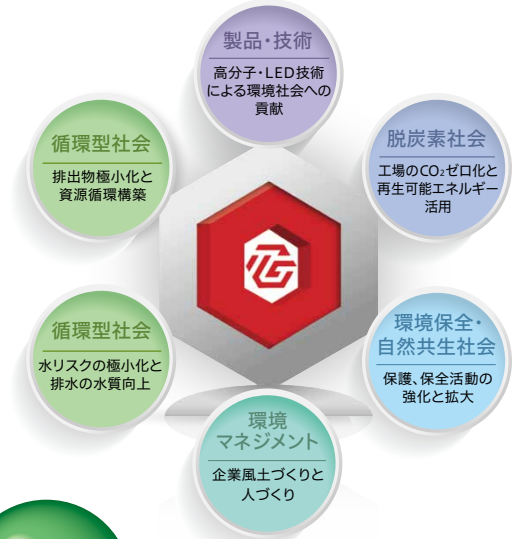 製品・技術
高分子・LED技術
による環境社会への
貢献
脱炭素社会
工場のCO₂ゼロ化と
再生可能エネルギー
活用
環境保全・
自然共生社会
保護、保全活動の
強化と拡大
環境
マネジメント
企業風土づくりと
人づくり
循環型社会
水リスクの極小化と
排水の水質向上
循環型社会
排出物極小化と
資源循環構築
TG